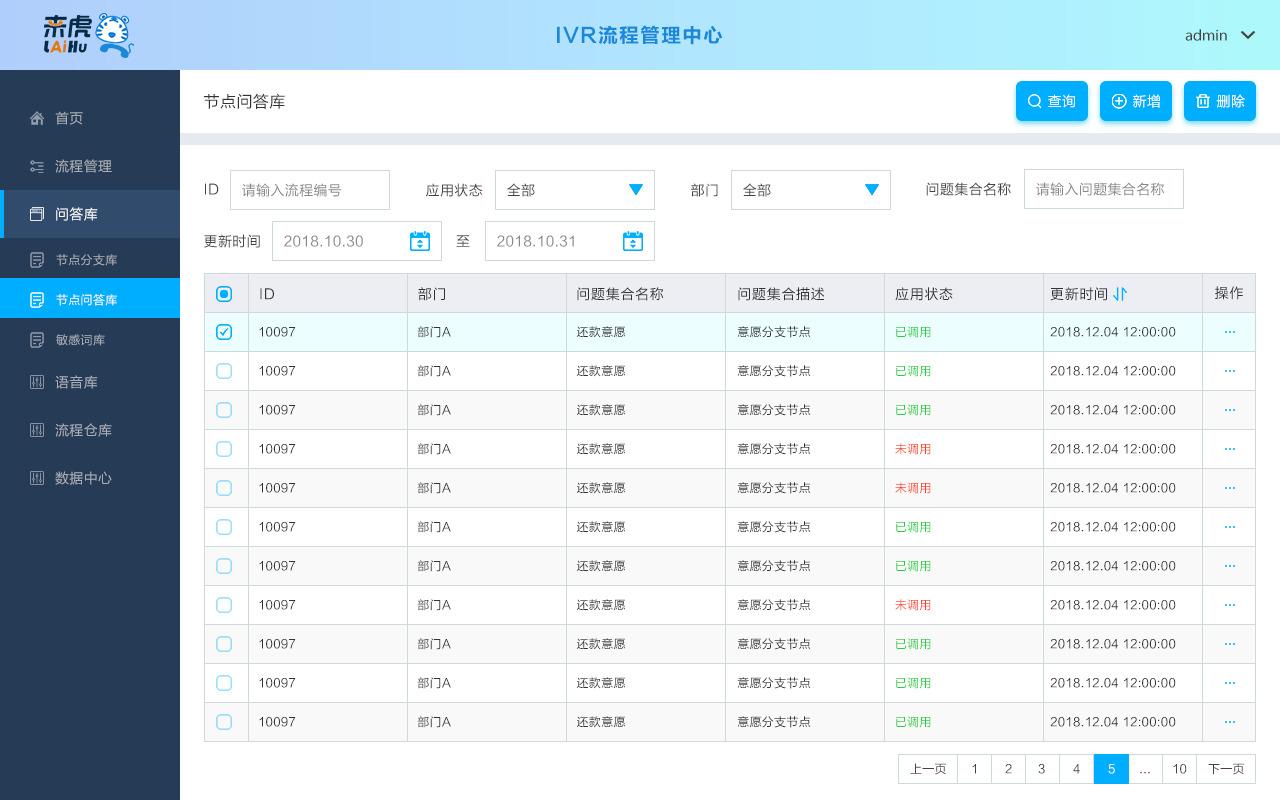 来虎
LAiHu
IVR流程管理中心
admin
首页
流程管理
问答库
节点分支库
节点问答库
敏感词库
语音库
流程仓库
数据中心
节点问答库
查询
新增
删除
ID 请输入流程编号 应用状态 全部 部门 全部 问题集合名称 请输入问题集合名称
更新时间 2018.10.30 至 2018.10.31
ID 部门 问题集合名称 问题集合描述 应用状态 更新时间 操作
10097 部门A 还款意愿 意愿分支节点 已调用 2018.12.04 12:00:00 ...
10097 部门A 还款意愿 意愿分支节点 已调用 2018.12.04 12:00:00 ...
10097 部门A 还款意愿 意愿分支节点 已调用 2018.12.04 12:00:00 ...
10097 部门A 还款意愿 意愿分支节点 未调用 2018.12.04 12:00:00 ...
10097 部门A 还款意愿 意愿分支节点 未调用 2018.12.04 12:00:00 ...
10097 部门A 还款意愿 意愿分支节点 已调用 2018.12.04 12:00:00 ...
10097 部门A 还款意愿 意愿分支节点 已调用 2018.12.04 12:00:00 ...
10097 部门A 还款意愿 意愿分支节点 未调用 2018.12.04 12:00:00 ...
10097 部门A 还款意愿 意愿分支节点 已调用 2018.12.04 12:00:00 ...
10097 部门A 还款意愿 意愿分支节点 已调用 2018.12.04 12:00:00 ...
10097 部门A 还款意愿 意愿分支节点 已调用 2018.12.04 12:00:00 ...
上一页 1 2 3 4 5 ... 10 下一页